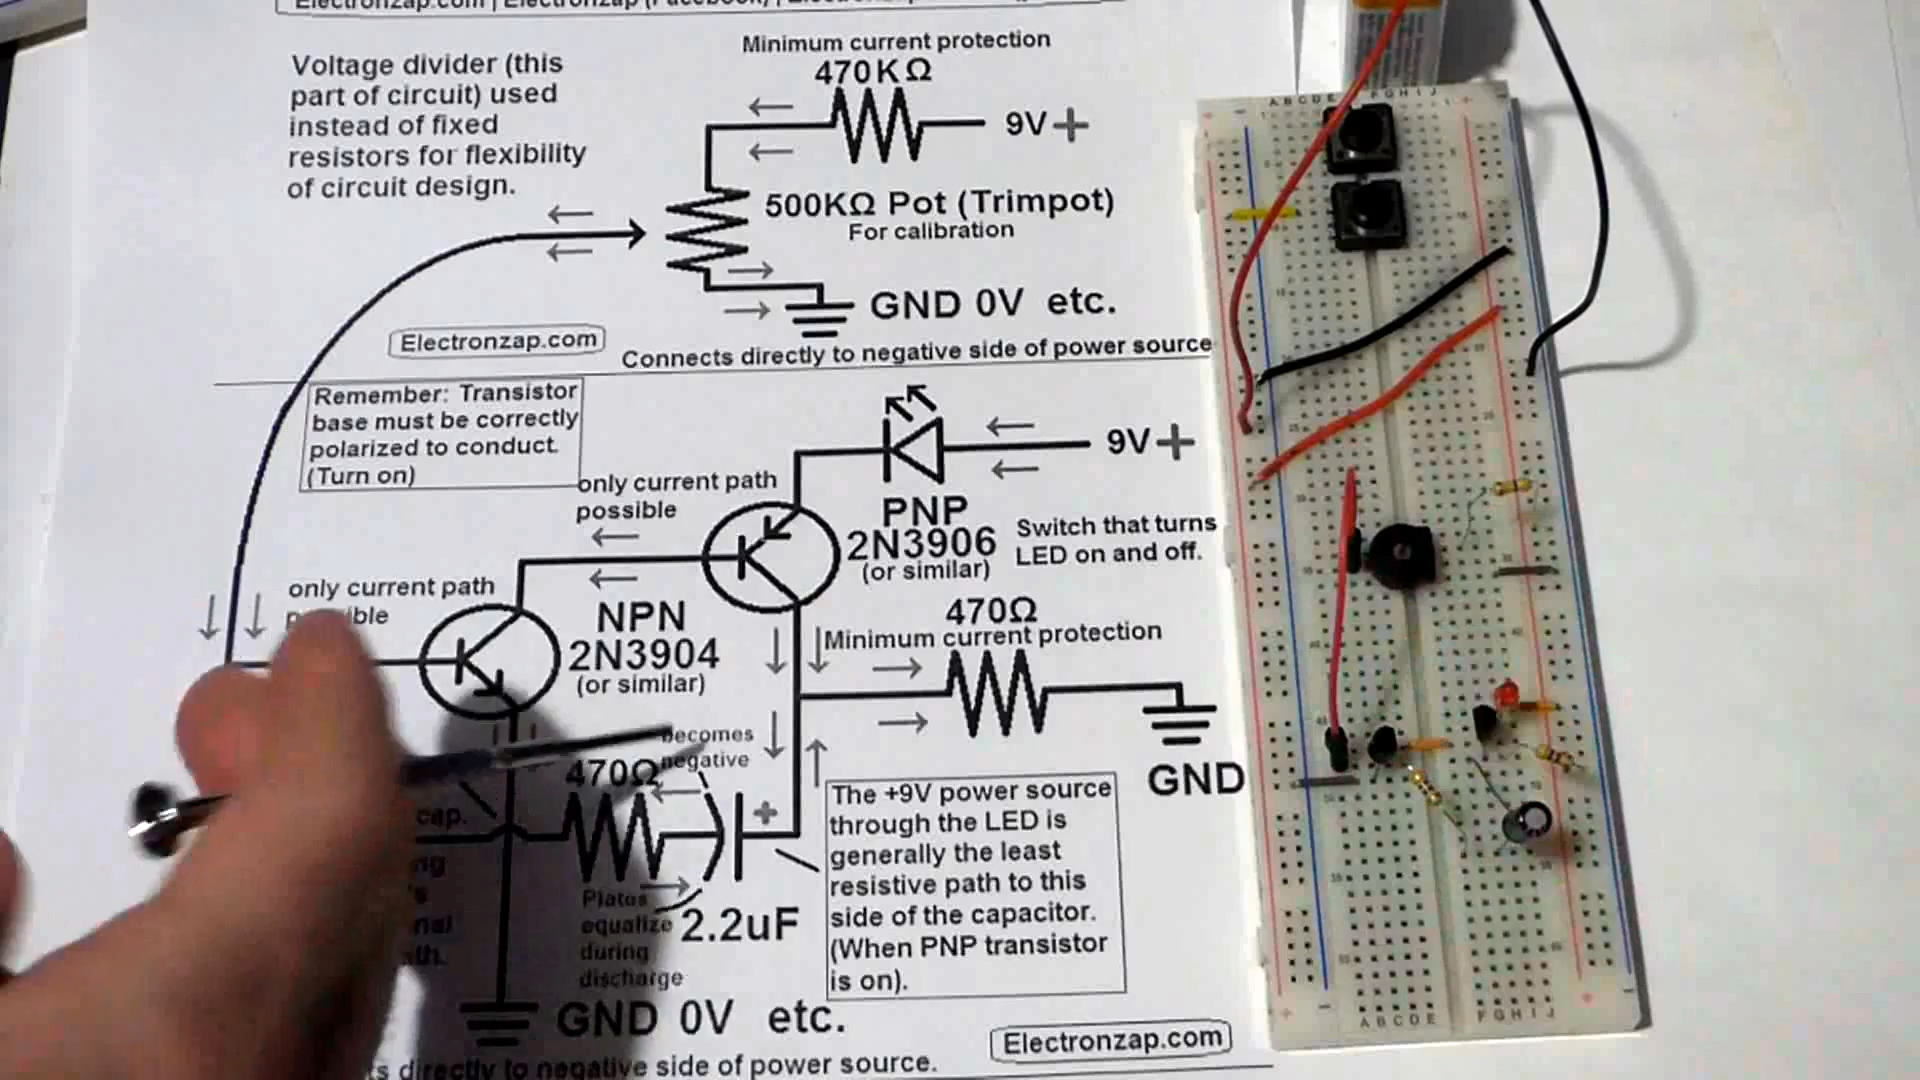 Electronzap.com | Electronzap (Facebook) |
Voltage divider (this
part of circuit) used
instead of fixed
resistors for flexibility
of circuit design.
Minimum current protection
470KΩ
9V+
500KΩ Pot (Trimpot)
For calibration
GND 0V etc.
Electronzap.com
Connects directly to negative side of power source
Remember: Transistor
base must be correctly
polarized to conduct.
(Turn on)
9V+
only current path
possible
PNP
2N3906
(or similar)
Switch that turns
LED on and off.
only current path
NPN
2N3904
(or similar)
470Ω
Minimum current protection
GND
becomes
negative
470Ω
+
cap.
Plates
equalize
during
discharge
2.2uF
The +9V power source
through the LED is
generally the least
resistive path to this
side of the capacitor.
(When PNP transistor
is on).
GND 0V etc.
directly to negative side of power source.
Electronzap.com
A B C D E
F G H I J
A B C D E
F G H I J